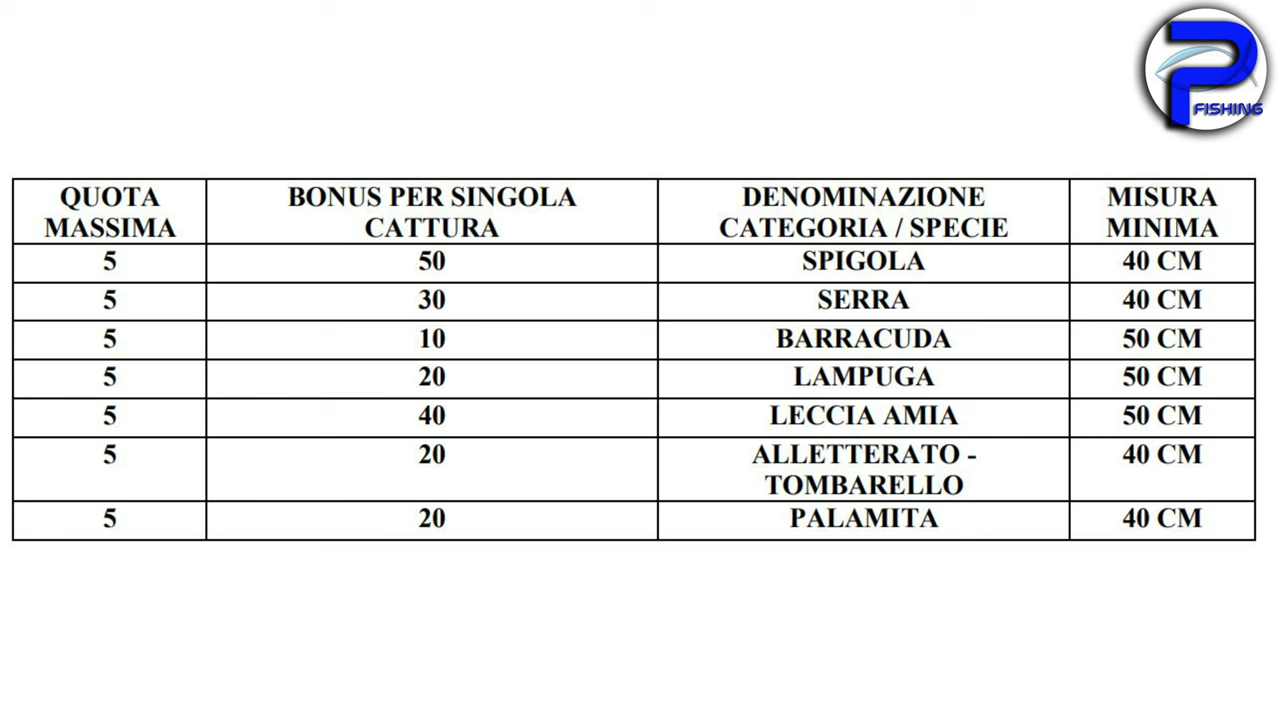 P
FISHING
QUOTA MASSIMA | BONUS PER SINGOLA CATTURA | DENOMINAZIONE CATEGORIA / SPECIE | MISURA MINIMA
5 | 50 | SPIGOLA | 40 CM
5 | 30 | SERRA | 40 CM
5 | 10 | BARRACUDA | 50 CM
5 | 20 | LAMPUGA | 50 CM
5 | 40 | LECCIA AMIA | 50 CM
5 | 20 | ALLETTERATO - TOMBARELLO | 40 CM
5 | 20 | PALAMITA | 40 CM